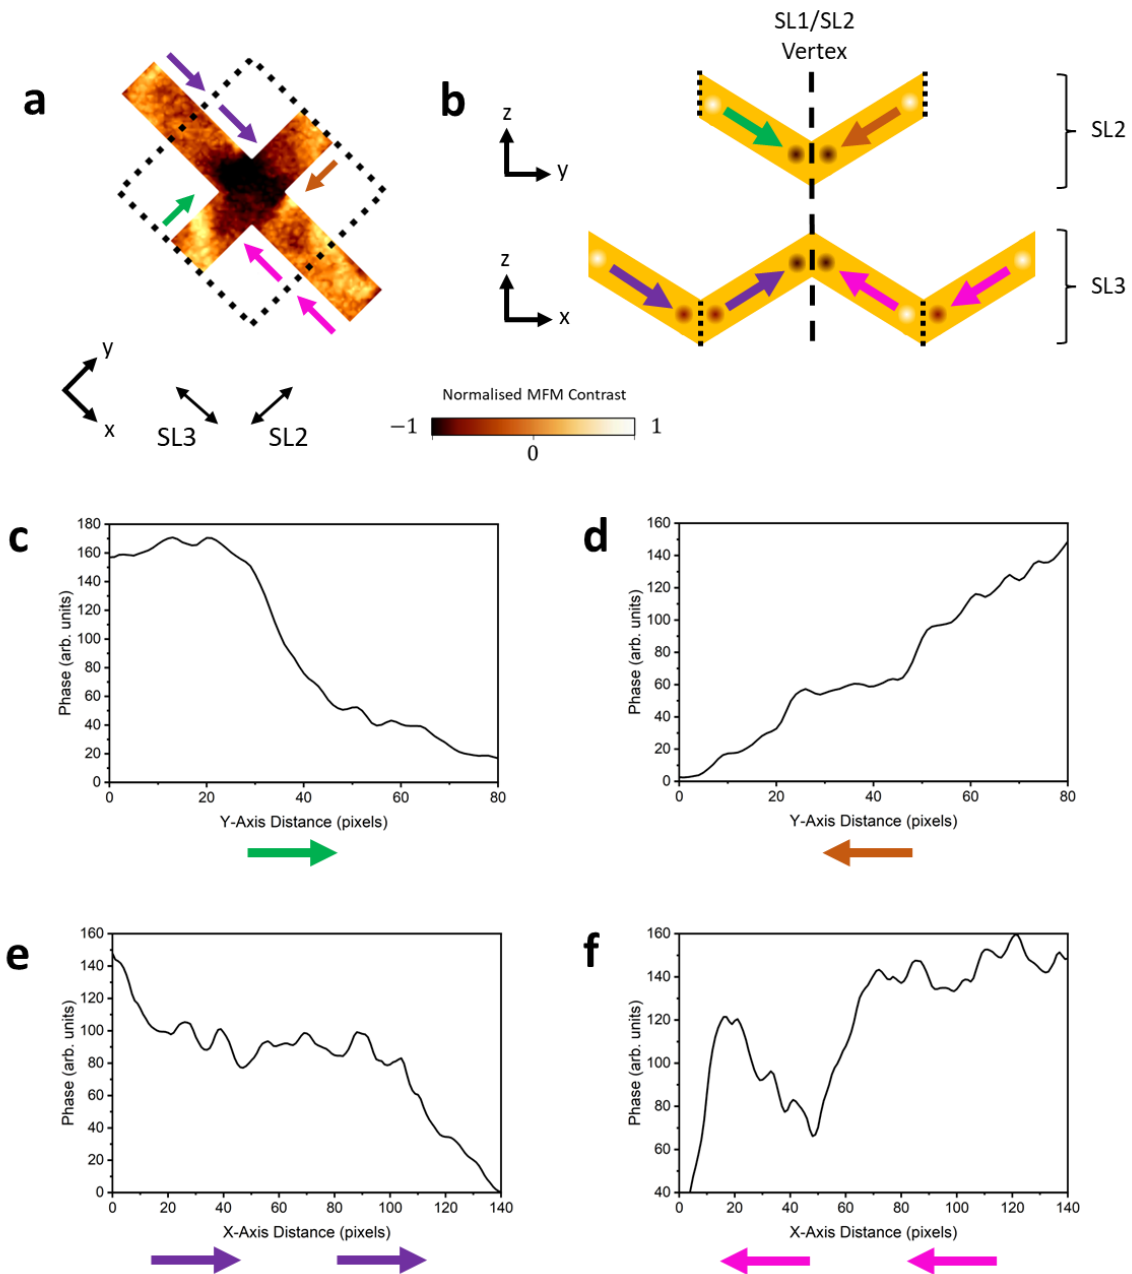 SL1/SL2
Vertex
a
b
z
y
SL2
z
x
SL3
y
x
SL3
SL2
Normalised MFM Contrast
−1
1
0
c
180
160
140
120
100
80
60
40
20
0
Phase (arb. units)
0 20 40 60 80
Y-Axis Distance (pixels)
d
160
140
120
100
80
60
40
20
0
Phase (arb. units)
0 20 40 60 80
Y-Axis Distance (pixels)
e
160
140
120
100
80
60
40
20
0
Phase (arb. units)
0 20 40 60 80 100 120 140
X-Axis Distance (pixels)
f
160
140
120
100
80
60
40
Phase (arb. units)
0 20 40 60 80 100 120 140
X-Axis Distance (pixels)